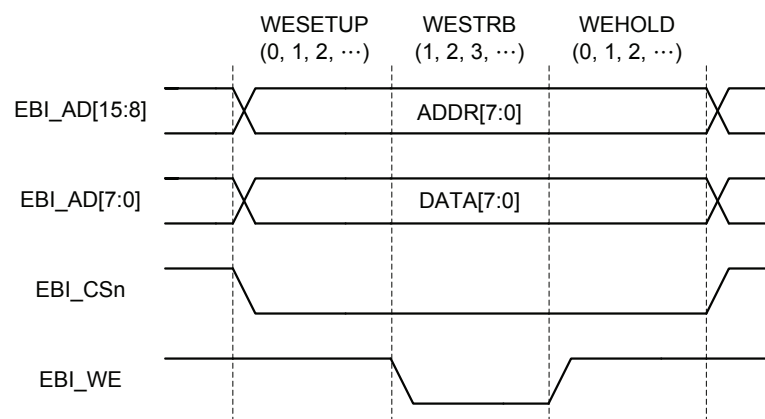 WESETUP WESTRB WEHOLD
(0, 1, 2, ⋯) (1, 2, 3, ⋯) (0, 1, 2, ⋯)
EBI_AD[15:8] ADDR[7:0]
EBI_AD[7:0] DATA[7:0]
EBI_CSn
EBI_WE